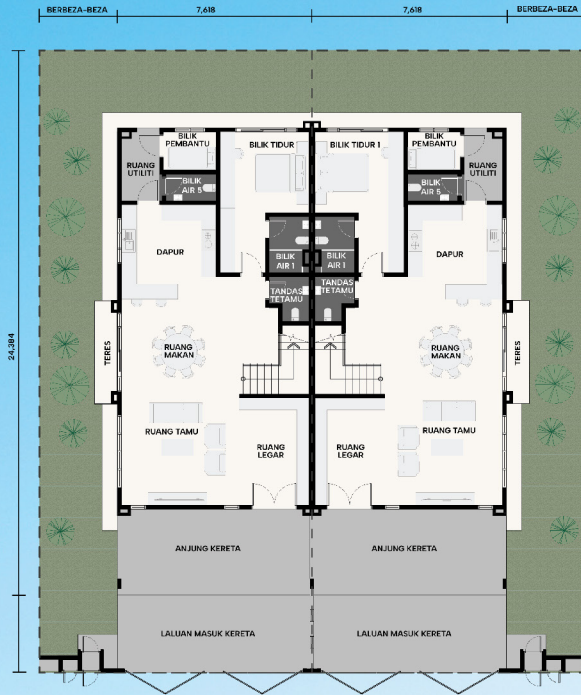 BERBEZA-BEZA 7,618 7,618 BERBEZA-BEZA
24,384
BILIK
PEMBANTU
BILIK TIDUR
BILIK TIDUR 1
BILIK
PEMBANTU
RUANG
UTILITI
RUANG
UTILITI
BILIK
AIR 5
BILIK
AIR 5
DAPUR
DAPUR
BILIK
AIR 1
BILIK
AIR 1
TANDAS
TETAMU
TANDAS
TETAMU
TERES
RUANG
MAKAN
RUANG
MAKAN
TERES
RUANG TAMU
RUANG
LEGAR
RUANG
LEGAR
RUANG TAMU
ANJUNG KERETA
ANJUNG KERETA
LALUAN MASUK KERETA
LALUAN MASUK KERETA